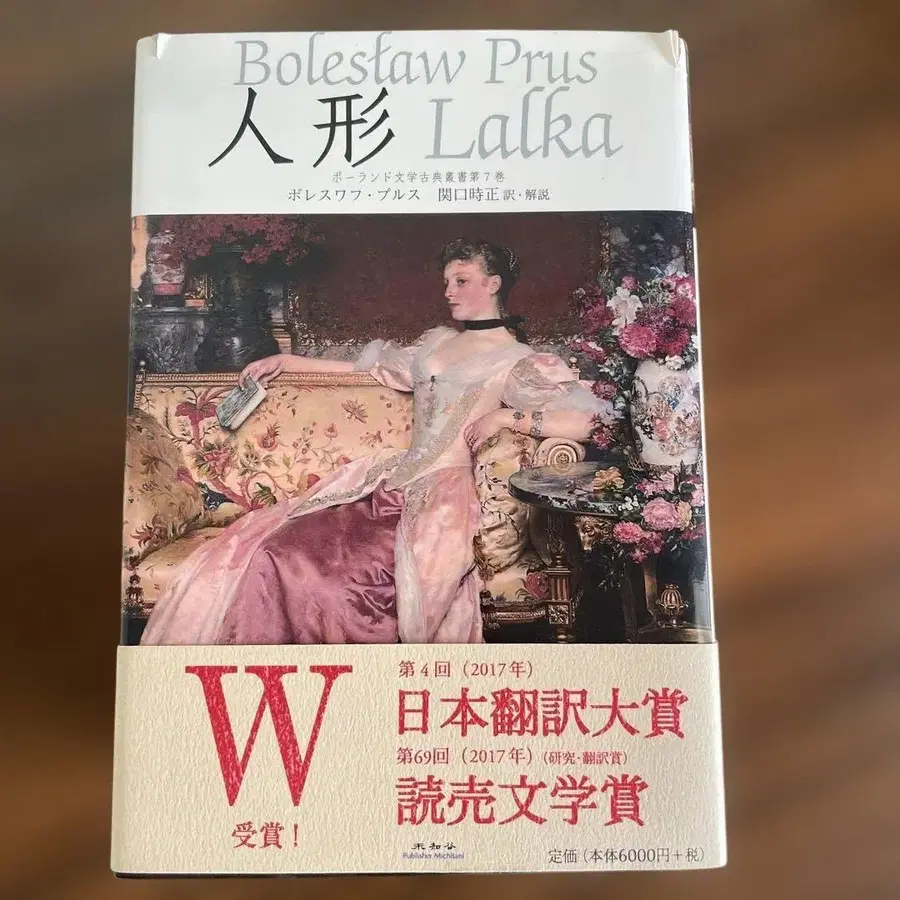 Bolesław Prus
人形 Lalka
ポーランド文学古典叢書第7巻
ボレスワフ・プルス 関口時正 訳・解説
W
受賞!
第4回(2017年)
日本翻訳大賞
第69回(2017年)(研究・翻訳賞)
読売文学賞
未知谷
Publisher Michitani
定価(本体6000円+税)